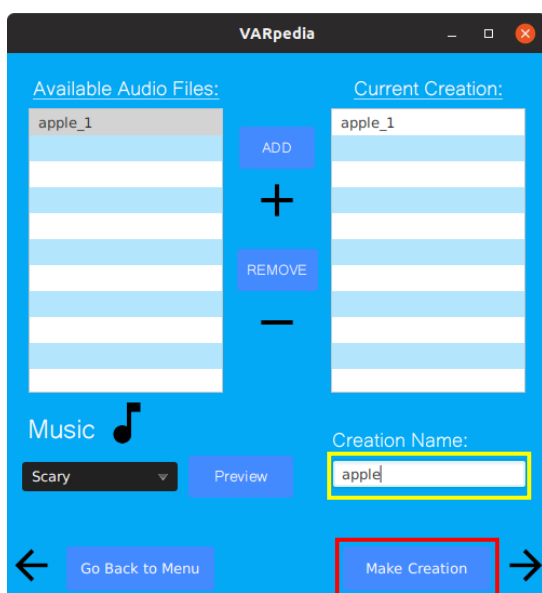 VARpedia
Available Audio Files:
Current Creation:
apple_1
apple_1
ADD
REMOVE
Music
Creation Name:
Scary
Preview
apple
Go Back to Menu
Make Creation